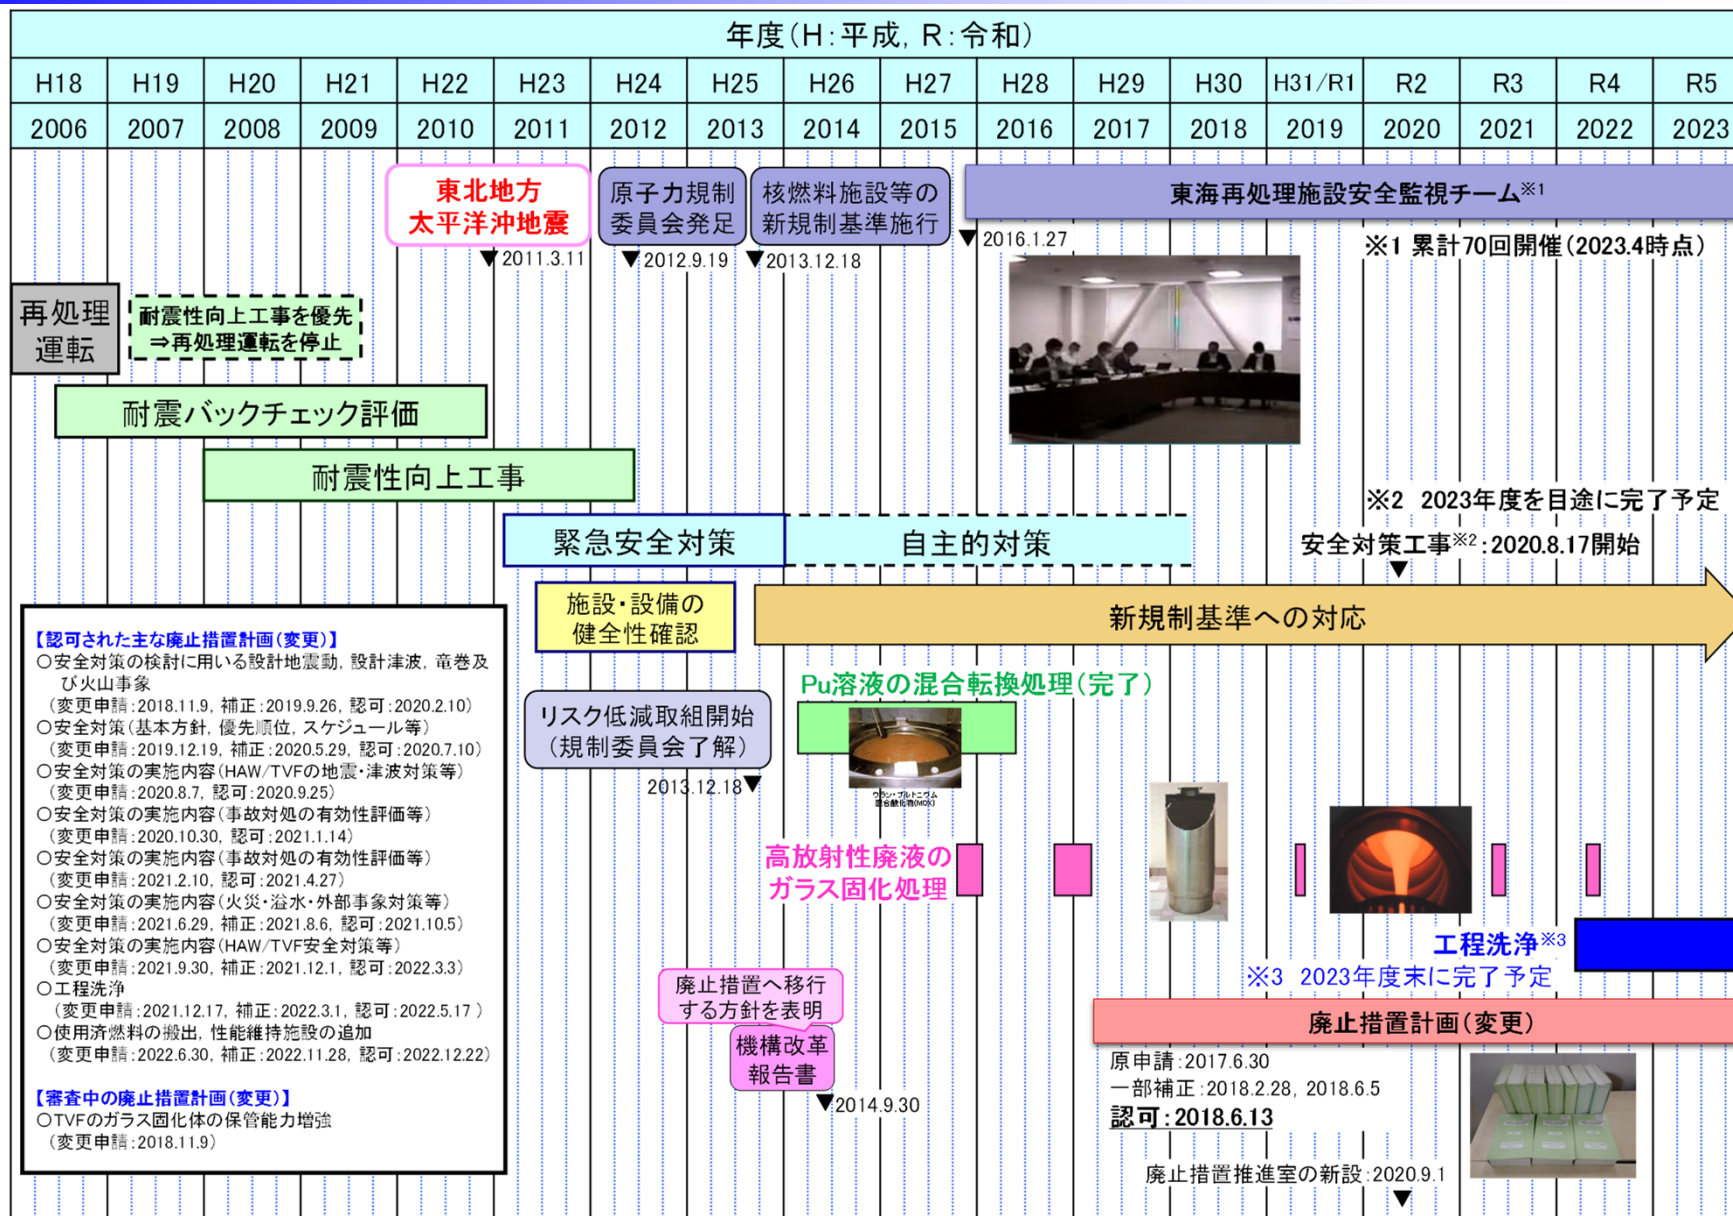 年度(H:平成, R:令和)
H18 H19 H20 H21 H22 H23 H24 H25 H26 H27 H28 H29 H30 H31/R1 R2 R3 R4 R5
2006 2007 2008 2009 2010 2011 2012 2013 2014 2015 2016 2017 2018 2019 2020 2021 2022 2023
東北地方
太平洋沖地震
▼2011.3.11
原子力規制
委員会発足
▼2012.9.19
核燃料施設等の
新規制基準施行
▼2013.12.18
東海再処理施設安全監視チーム※1
▼2016.1.27
※1 累計70回開催(2023.4時点)
再処理
運転
耐震性向上工事を優先
⇒再処理運転を停止
耐震バックチェック評価
耐震性向上工事
※2 2023年度を目途に完了予定
緊急安全対策
自主的対策
安全対策工事※2:2020.8.17開始
▼
施設・設備の
健全性確認
新規制基準への対応
【認可された主な廃止措置計画(変更)】
○安全対策の検討に用いる設計地震動, 設計津波, 竜巻及
び火山事象
(変更申請:2018.11.9, 補正:2019.9.26, 認可:2020.2.10)
○安全対策(基本方針, 優先順位, スケジュール等)
(変更申請:2019.12.19, 補正:2020.5.29, 認可:2020.7.10)
○安全対策の実施内容(HAW/TVFの地震・津波対策等)
(変更申請:2020.8.7, 認可:2020.9.25)
○安全対策の実施内容(事故対処の有効性評価等)
(変更申請:2020.10.30, 認可:2021.1.14)
○安全対策の実施内容(事故対処の有効性評価等)
(変更申請:2021.2.10, 認可:2021.4.27)
○安全対策の実施内容(火災・溢水・外部事象対策等)
(変更申請:2021.6.29, 補正:2021.8.6, 認可:2021.10.5)
○安全対策の実施内容(HAW/TVF安全対策等)
(変更申請:2021.9.30, 補正:2021.12.1, 認可:2022.3.3)
○工程洗浄
(変更申請:2021.12.17, 補正:2022.3.1, 認可:2022.5.17 )
○使用済燃料の搬出, 性能維持施設の追加
(変更申請:2022.6.30, 補正:2022.11.28, 認可:2022.12.22)
【審査中の廃止措置計画(変更)】
○TVFのガラス固化体の保管能力増強
(変更申請:2018.11.9)
リスク低減取組開始
(規制委員会了解)
2013.12.18▼
Pu溶液の混合転換処理(完了)
ウラン・プルトニウム
混合酸化物(MOX)
高放射性廃液の
ガラス固化処理
工程洗浄※3
※3 2023年度末に完了予定
廃止措置へ移行
する方針を表明
機構改革
報告書
▼2014.9.30
廃止措置計画(変更)
原申請:2017.6.30
一部補正:2018.2.28, 2018.6.5
認可:2018.6.13
廃止措置推進室の新設:2020.9.1
▼